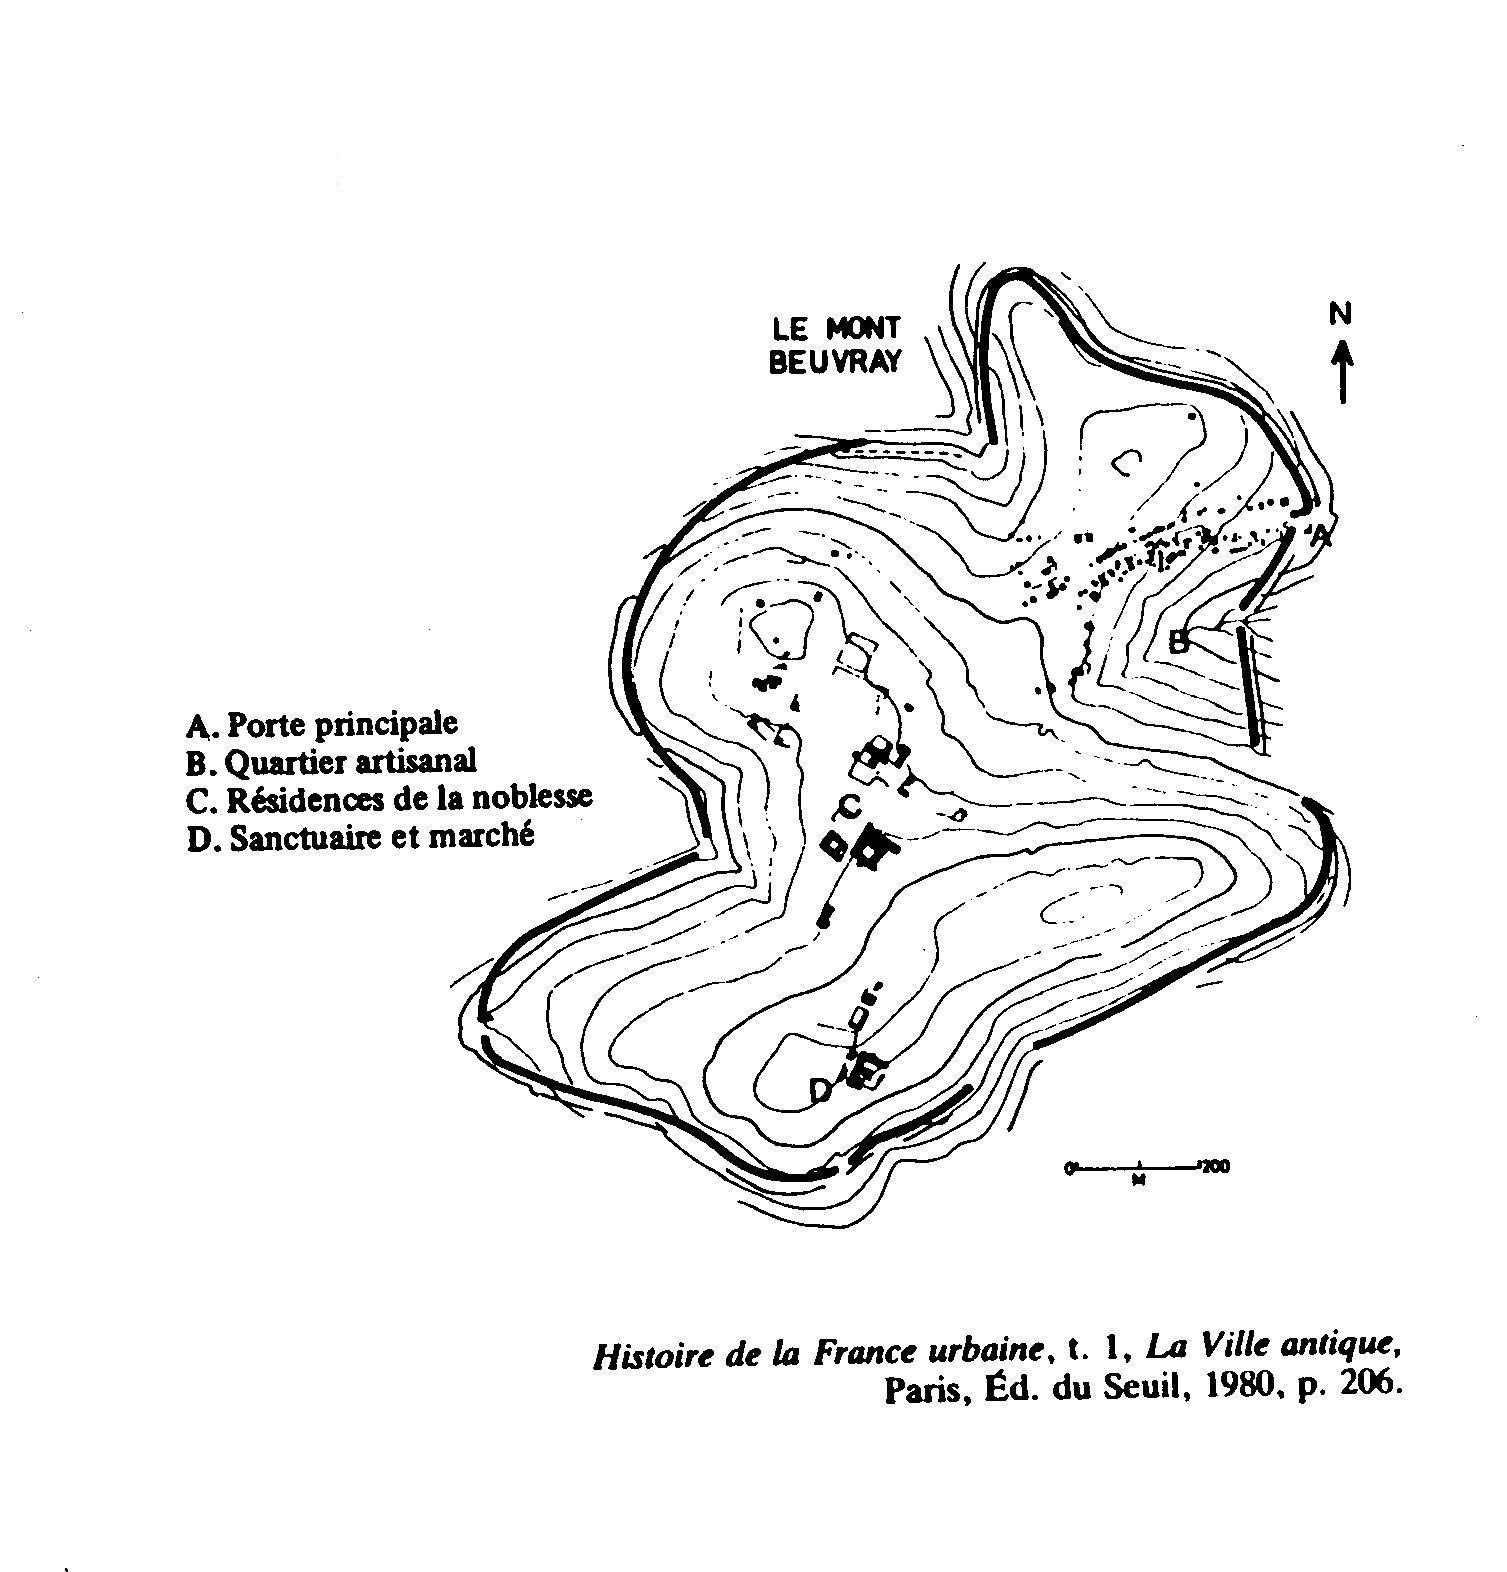 LE MONT
BEUVRAY
N
A
B
A. Porte principale
B. Quartier artisanal
C. Résidences de la noblesse
D. Sanctuaire et marché
C
D
0 200
M
Histoire de la France urbaine, t. 1, La Ville antique,
Paris, Éd. du Seuil, 1980, p. 206.